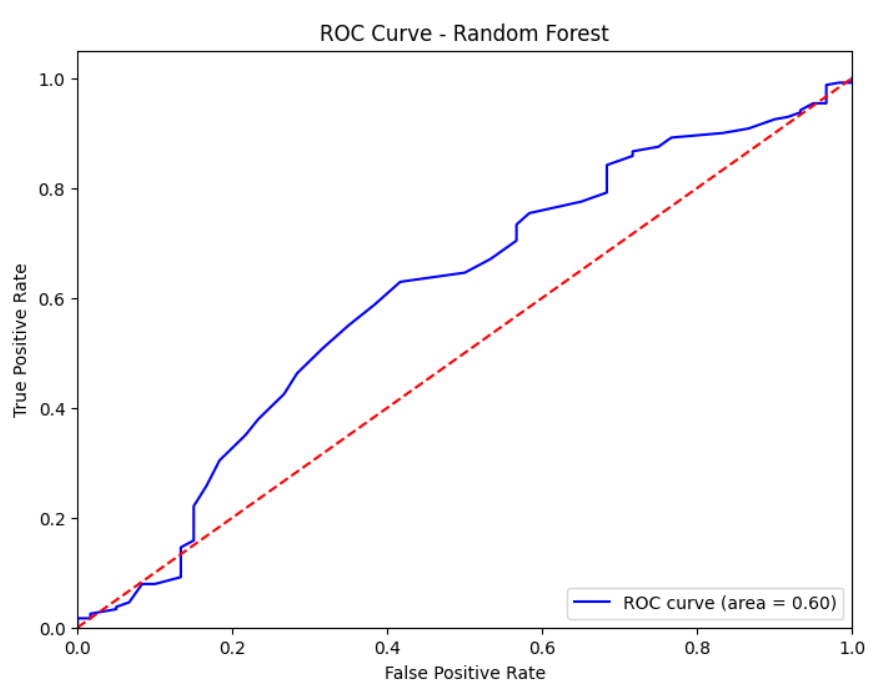 ROC Curve - Random Forest
True Positive Rate
1.0
0.8
0.6
0.4
0.2
0.0
ROC curve (area = 0.60)
0.0 0.2 0.4 0.6 0.8 1.0
False Positive Rate